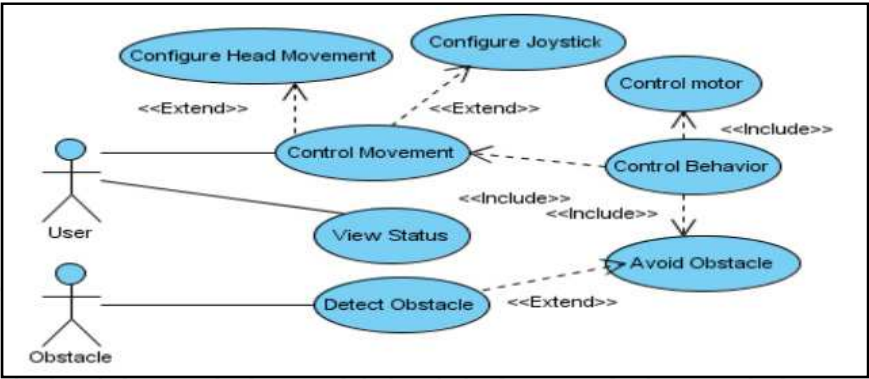 Configure Joystick
Configure Head Movement
Control motor
<<Extend>>
<<Extend>>
<<Include>>
Control Movement
Control Behavior
<<Include>>
<<Include>>
User
View Status
Avoid Obstacle
Detect Obstacle
<<Extend>>
Obstacle